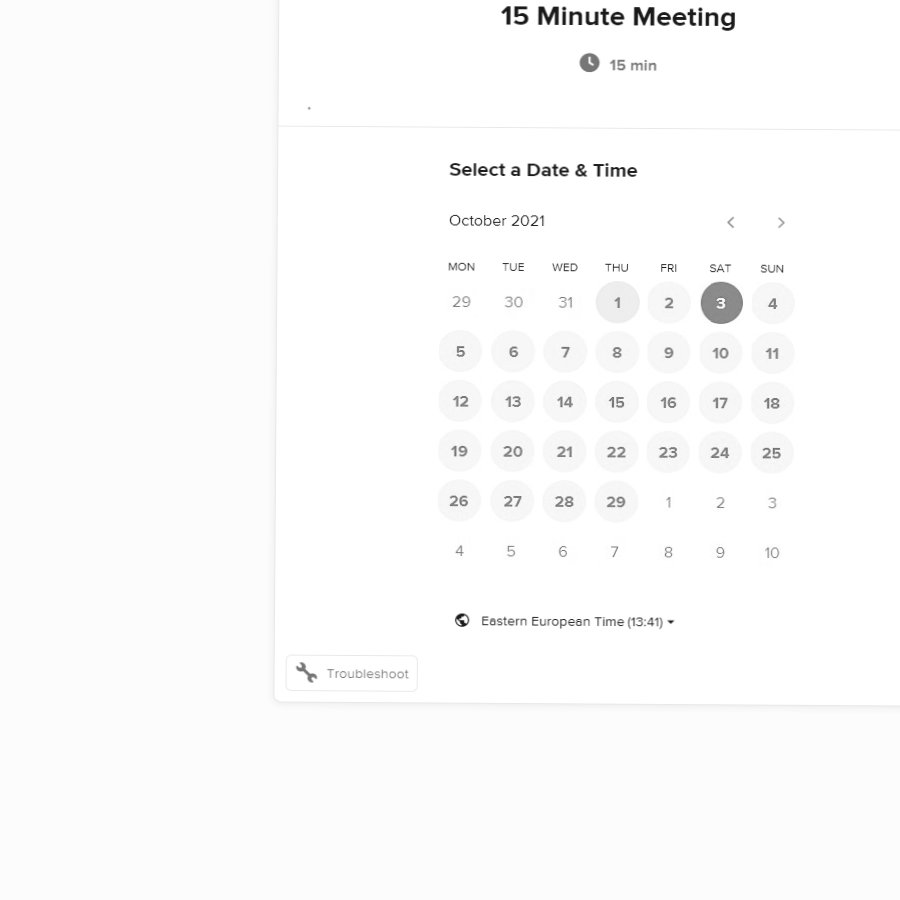 15 Minute Meeting
15 min
.
Select a Date & Time
October 2021
MON TUE WED THU FRI SAT SUN
29 30 31 1 2 3 4
5 6 7 8 9 10 11
12 13 14 15 16 17 18
19 20 21 22 23 24 25
26 27 28 29 1 2 3
4 5 6 7 8 9 10
Eastern European Time (13:41)
Troubleshoot